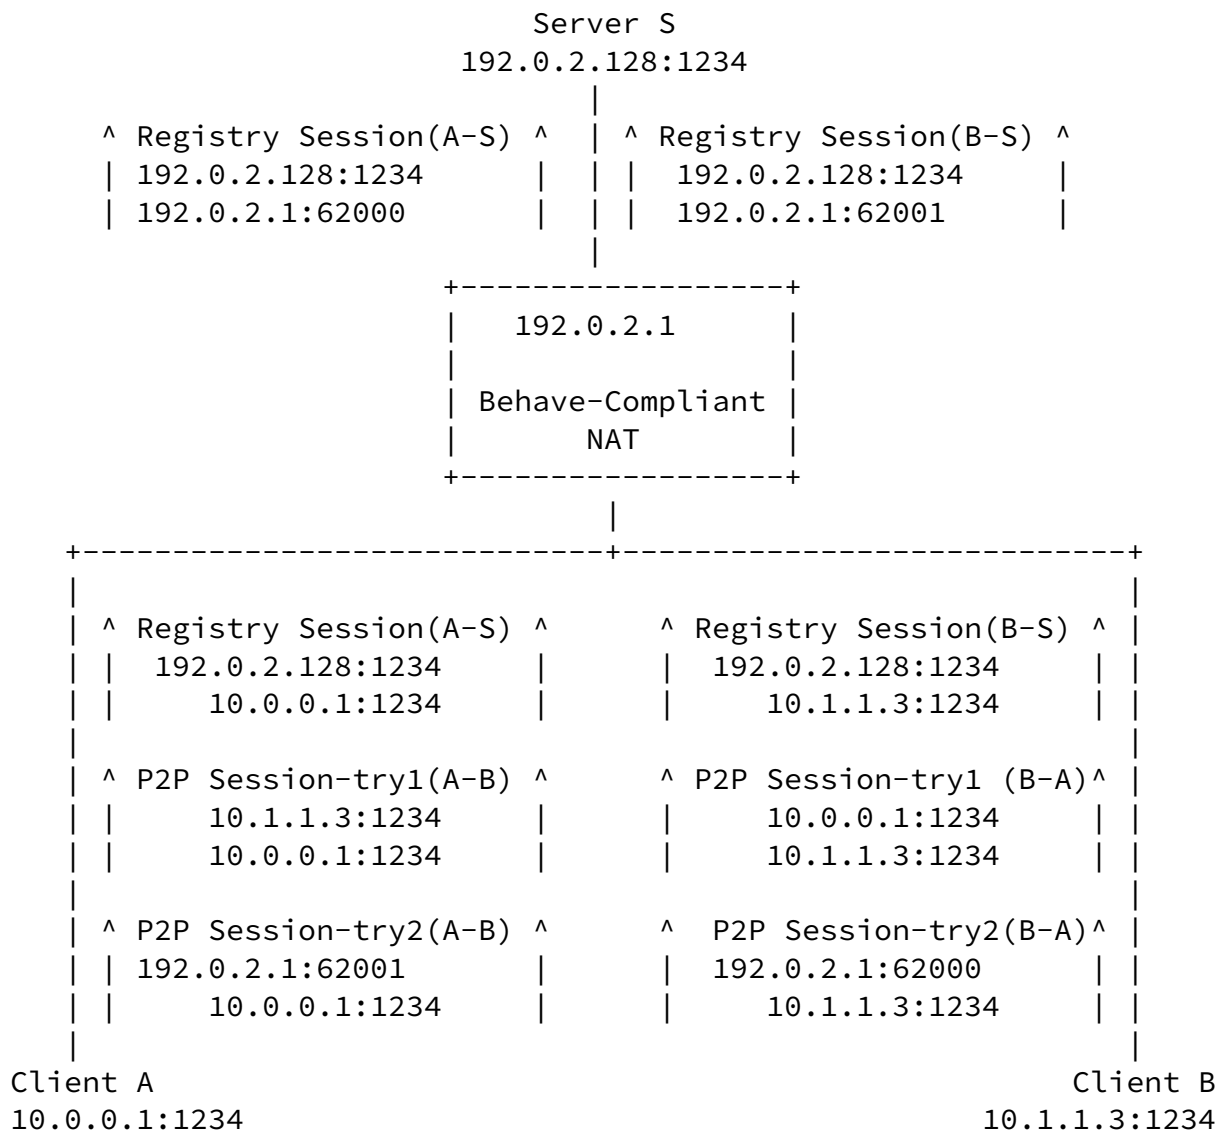 Server S
                         192.0.2.128:1234
                                |
     ^ Registry Session(A-S) ^  | ^ Registry Session(B-S) ^
     | 192.0.2.128:1234      |  | |  192.0.2.128:1234     |
     | 192.0.2.1:62000       |  | |  192.0.2.1:62001      |
                                |
                        +------------------+
                        |   192.0.2.1      |
                        |                  |
                        | Behave-Compliant |
                        |       NAT        |
                        +------------------+
                                 |
   +-----------------------------+----------------------------+
   |                                                          |
   | ^ Registry Session(A-S) ^      ^ Registry Session(B-S) ^ |
   | |  192.0.2.128:1234     |      |  192.0.2.128:1234     | |
   | |     10.0.0.1:1234     |      |     10.1.1.3:1234     | |
   |                                                          |
   | ^ P2P Session-try1(A-B) ^      ^ P2P Session-try1 (B-A)^ |
   | |     10.1.1.3:1234     |      |     10.0.0.1:1234     | |
   | |     10.0.0.1:1234     |      |     10.1.1.3:1234     | |
   |                                                          |
   | ^ P2P Session-try2(A-B) ^      ^  P2P Session-try2(B-A)^ |
   | | 192.0.2.1:62001       |      |  192.0.2.1:62000      | |
   | |     10.0.0.1:1234     |      |     10.1.1.3:1234     | |
   |                                                          |
Client A                                                   Client B
10.0.0.1:1234                                         10.1.1.3:1234